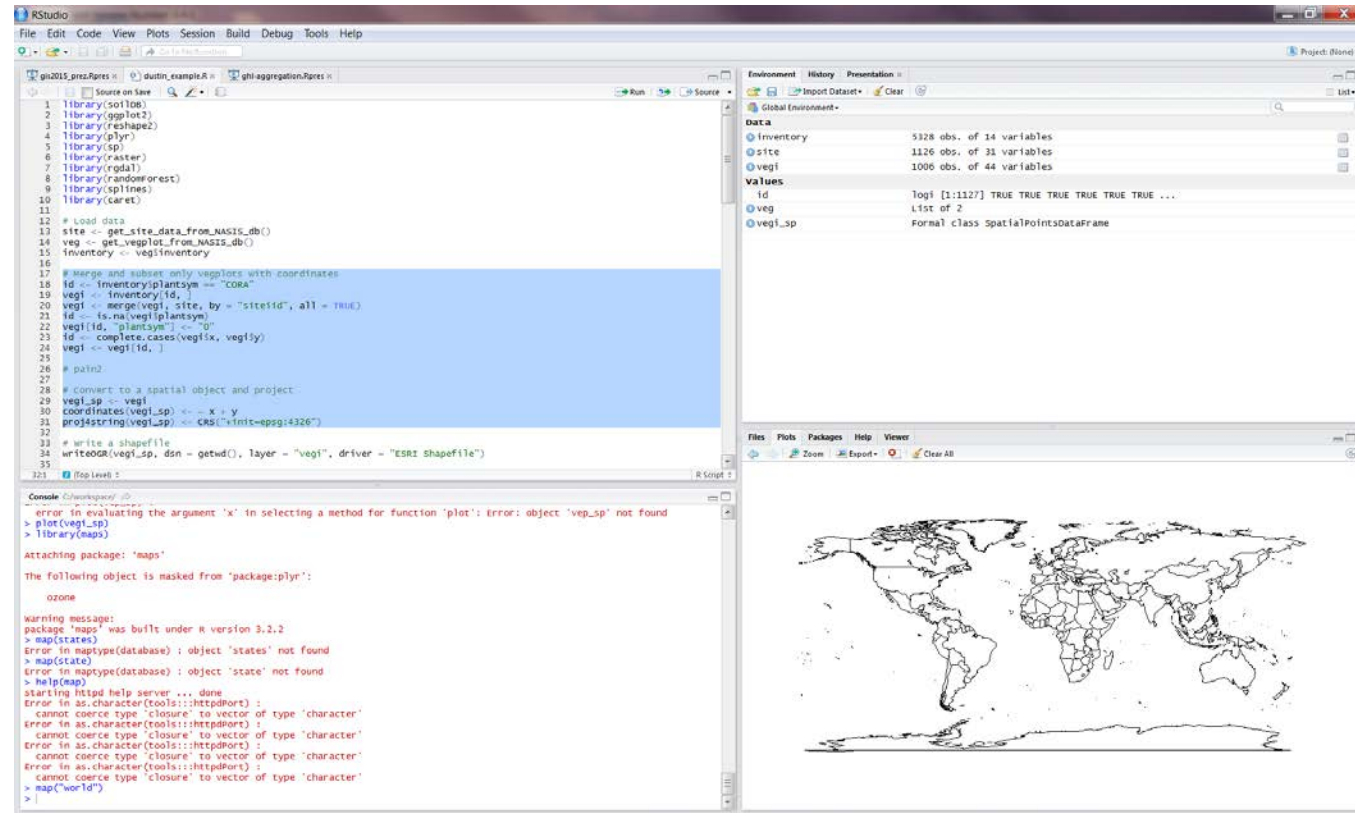 RStudio
File Edit Code View Plots Session Build Debug Tools Help
Go to file/function
Project: (None)
gis2015_prez.Rpres
dustin_example.R
ghl-aggregation.Rpres
Source on Save
Run
Source
1 library(soilDB)
2 library(ggplot2)
3 library(reshape2)
4 library(plyr)
5 library(sp)
6 library(raster)
7 library(rgdal)
8 library(randomForest)
9 library(splines)
10 library(caret)
11
12 # Load data
13 site <- get_site_data_from_NASIS_db()
14 veg <- get_vegplot_from_NASIS_db()
15 inventory <- veg$inventory
16
17 # Merge and subset only vegplots with coordinates
18 id <- inventory$plantsym == "CORA"
19 vegi <- inventory[id, ]
20 vegi <- merge(vegi, site, by = "siteiid", all = TRUE)
21 id <- is.na(vegi$plantsym)
22 vegi[id, "plantsym"] <- "0"
23 id <- complete.cases(vegi$x, vegi$y)
24 vegi <- vegi[id, ]
25
26 # pain2
27
28 # Convert to a spatial object and project
29 vegi_sp <- vegi
30 coordinates(vegi_sp) <- ~ x + y
31 proj4string(vegi_sp) <- CRS("+init=epsg:4326")
32
33 # write a shapefile
34 writeOGR(vegi_sp, dsn = getwd(), layer = "vegi", driver = "ESRI Shapefile")
35
32:1 (Top Level)
R Script
Console C:/workspace/
error in evaluating the argument 'x' in selecting a method for function 'plot': Error: object 'vep_sp' not found
> plot(vegi_sp)
> library(maps)
Attaching package: 'maps'
The following object is masked from 'package:plyr':
ozone
Warning message:
package 'maps' was built under R version 3.2.2
> map(states)
Error in maptype(database) : object 'states' not found
> map(state)
Error in maptype(database) : object 'state' not found
> help(map)
starting httpd help server ... done
Error in as.character(tools:::httpdPort) :
cannot coerce type 'closure' to vector of type 'character'
Error in as.character(tools:::httpdPort) :
cannot coerce type 'closure' to vector of type 'character'
Error in as.character(tools:::httpdPort) :
cannot coerce type 'closure' to vector of type 'character'
Error in as.character(tools:::httpdPort) :
cannot coerce type 'closure' to vector of type 'character'
> map("world")
>
Environment History Presentation
Import Dataset Clear
List
Global Environment
Data
inventory 5328 obs. of 14 variables
site 1126 obs. of 31 variables
vegi 1006 obs. of 44 variables
Values
id logi [1:1127] TRUE TRUE TRUE TRUE TRUE TRUE ...
veg List of 2
vegi_sp Formal class SpatialPointsDataFrame
Files Plots Packages Help Viewer
Zoom Export Clear All